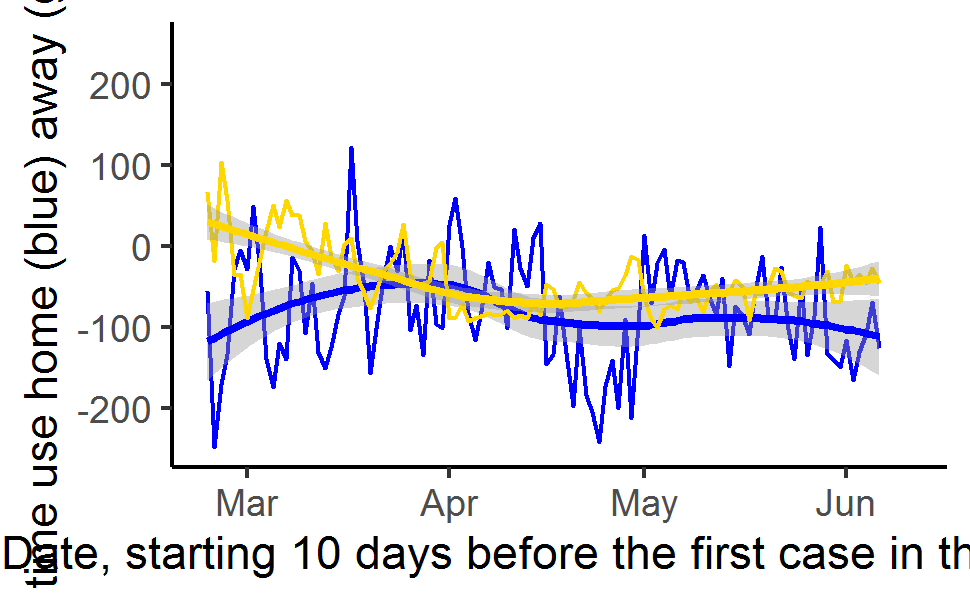 time use home (blue) away (
200
100
0
-100
-200
Mar Apr May Jun
Date, starting 10 days before the first case in th